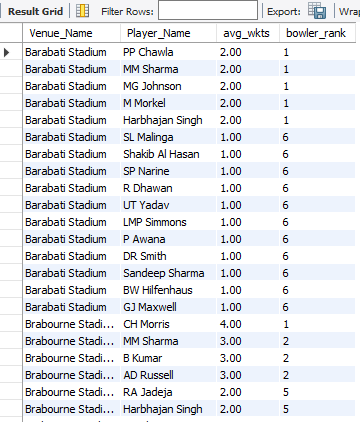 Result Grid Filter Rows: Export: Wrap
Venue_Name Player_Name avg_wkts bowler_rank
Barabati Stadium PP Chawla 2.00 1
Barabati Stadium MM Sharma 2.00 1
Barabati Stadium MG Johnson 2.00 1
Barabati Stadium M Morkel 2.00 1
Barabati Stadium Harbhajan Singh 2.00 1
Barabati Stadium SL Malinga 1.00 6
Barabati Stadium Shakib Al Hasan 1.00 6
Barabati Stadium SP Narine 1.00 6
Barabati Stadium R Dhawan 1.00 6
Barabati Stadium UT Yadav 1.00 6
Barabati Stadium LMP Simmons 1.00 6
Barabati Stadium P Awana 1.00 6
Barabati Stadium DR Smith 1.00 6
Barabati Stadium Sandeep Sharma 1.00 6
Barabati Stadium BW Hilfenhaus 1.00 6
Barabati Stadium GJ Maxwell 1.00 6
Brabourne Stadi... CH Morris 4.00 1
Brabourne Stadi... MM Sharma 3.00 2
Brabourne Stadi... B Kumar 3.00 2
Brabourne Stadi... AD Russell 3.00 2
Brabourne Stadi... RA Jadeja 2.00 5
Brabourne Stadi... Harbhajan Singh 2.00 5